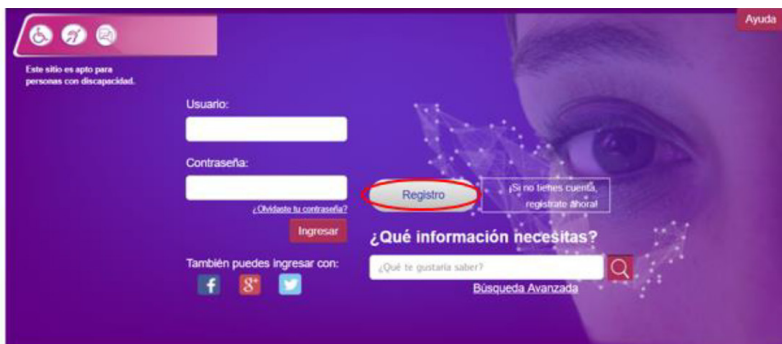 Ayuda
Este sitio es apto para
personas con discapacidad.
Usuario:
Contraseña:
¿Olvidaste tu contraseña?
Ingresar
También puedes ingresar con:
f
g+
Registro
¡Si no tienes cuenta,
regístrate ahora!
¿Qué información necesitas?
¿Qué te gustaría saber?
Búsqueda Avanzada